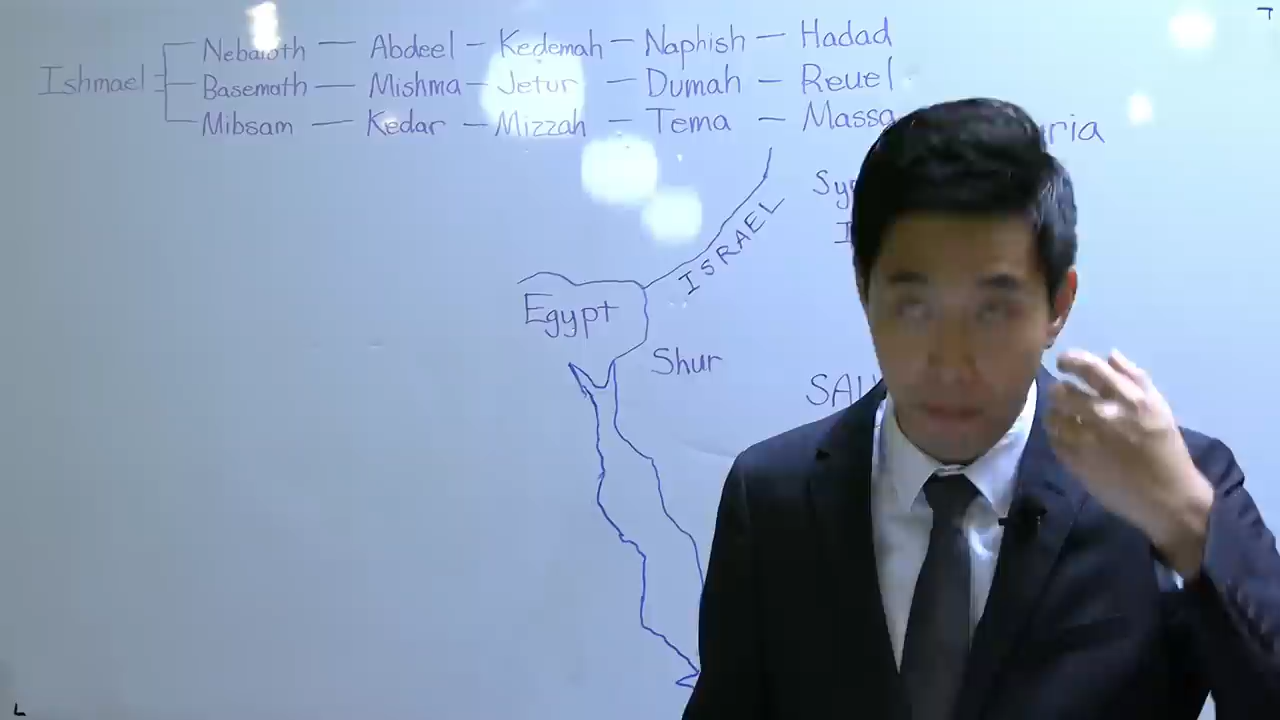 Ishmael
Nebaioth — Abdeel — Kedemah — Naphish — Hadad
Basemath — Mishma — Jetur — Dumah — Reuel
Mibsam — Kedar — Mizzah — Tema — Massa
ISRAEL
Egypt
Shur